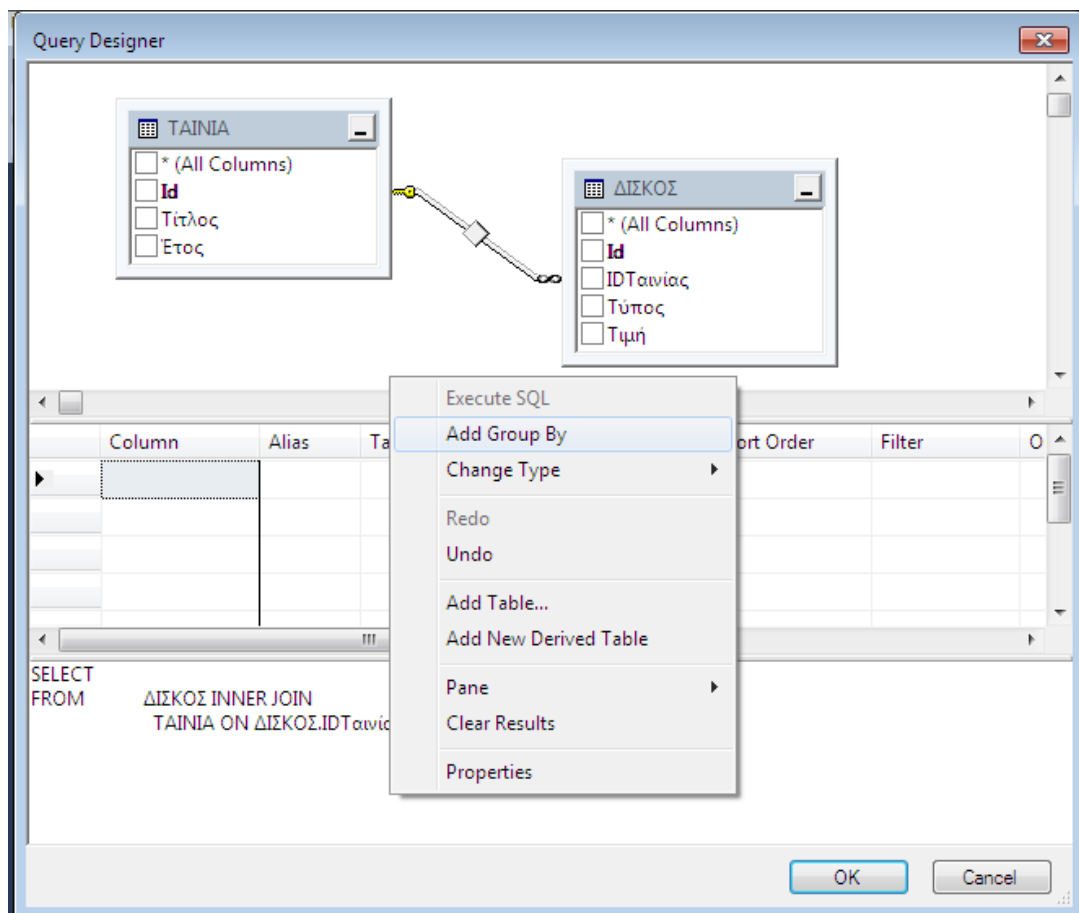 Query Designer
ΤΑΙΝΙΑ
* (All Columns)
Id
Τίτλος
Έτος
ΔΙΣΚΟΣ
* (All Columns)
Id
IDΤαινίας
Τύπος
Τιμή
Execute SQL
Add Group By
Change Type
Redo
Undo
Add Table...
Add New Derived Table
Pane
Clear Results
Properties
Column Alias Ta ort Order Filter O
SELECT
FROM ΔΙΣΚΟΣ INNER JOIN
ΤΑΙΝΙΑ ON ΔΙΣΚΟΣ.IDΤαινίας
OK Cancel